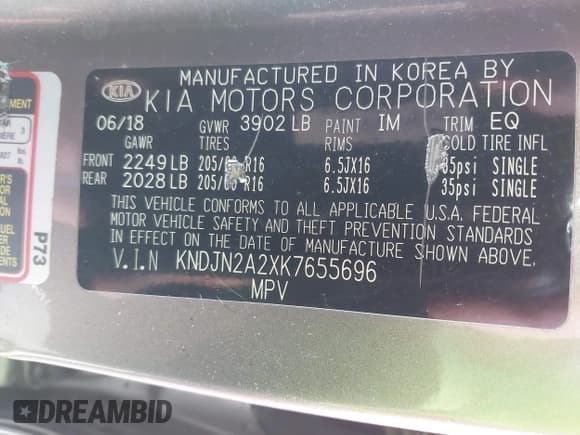 KIA
MANUFACTURED IN KOREA BY
KIA MOTORS CORPORATION
06/18 GVWR 3902 LB PAINT IM TRIM EQ
GAWR TIRES RIMS COLD TIRE INFL
FRONT 2249 LB R16 6.5JX16 SINGLE
REAR 2028 LB R16 6.5JX16 35psi SINGLE
THIS VEHICLE CONFORMS TO ALL APPLICABLE U.S.A. FEDERAL
MOTOR VEHICLE SAFETY AND THEFT PREVENTION STANDARDS
IN EFFECT ON THE DATE OF MANUFACTURE SHOWN ABOVE.
V.I.N KNDJN2A2XK7655696
MPV
PY3
DREAMBID